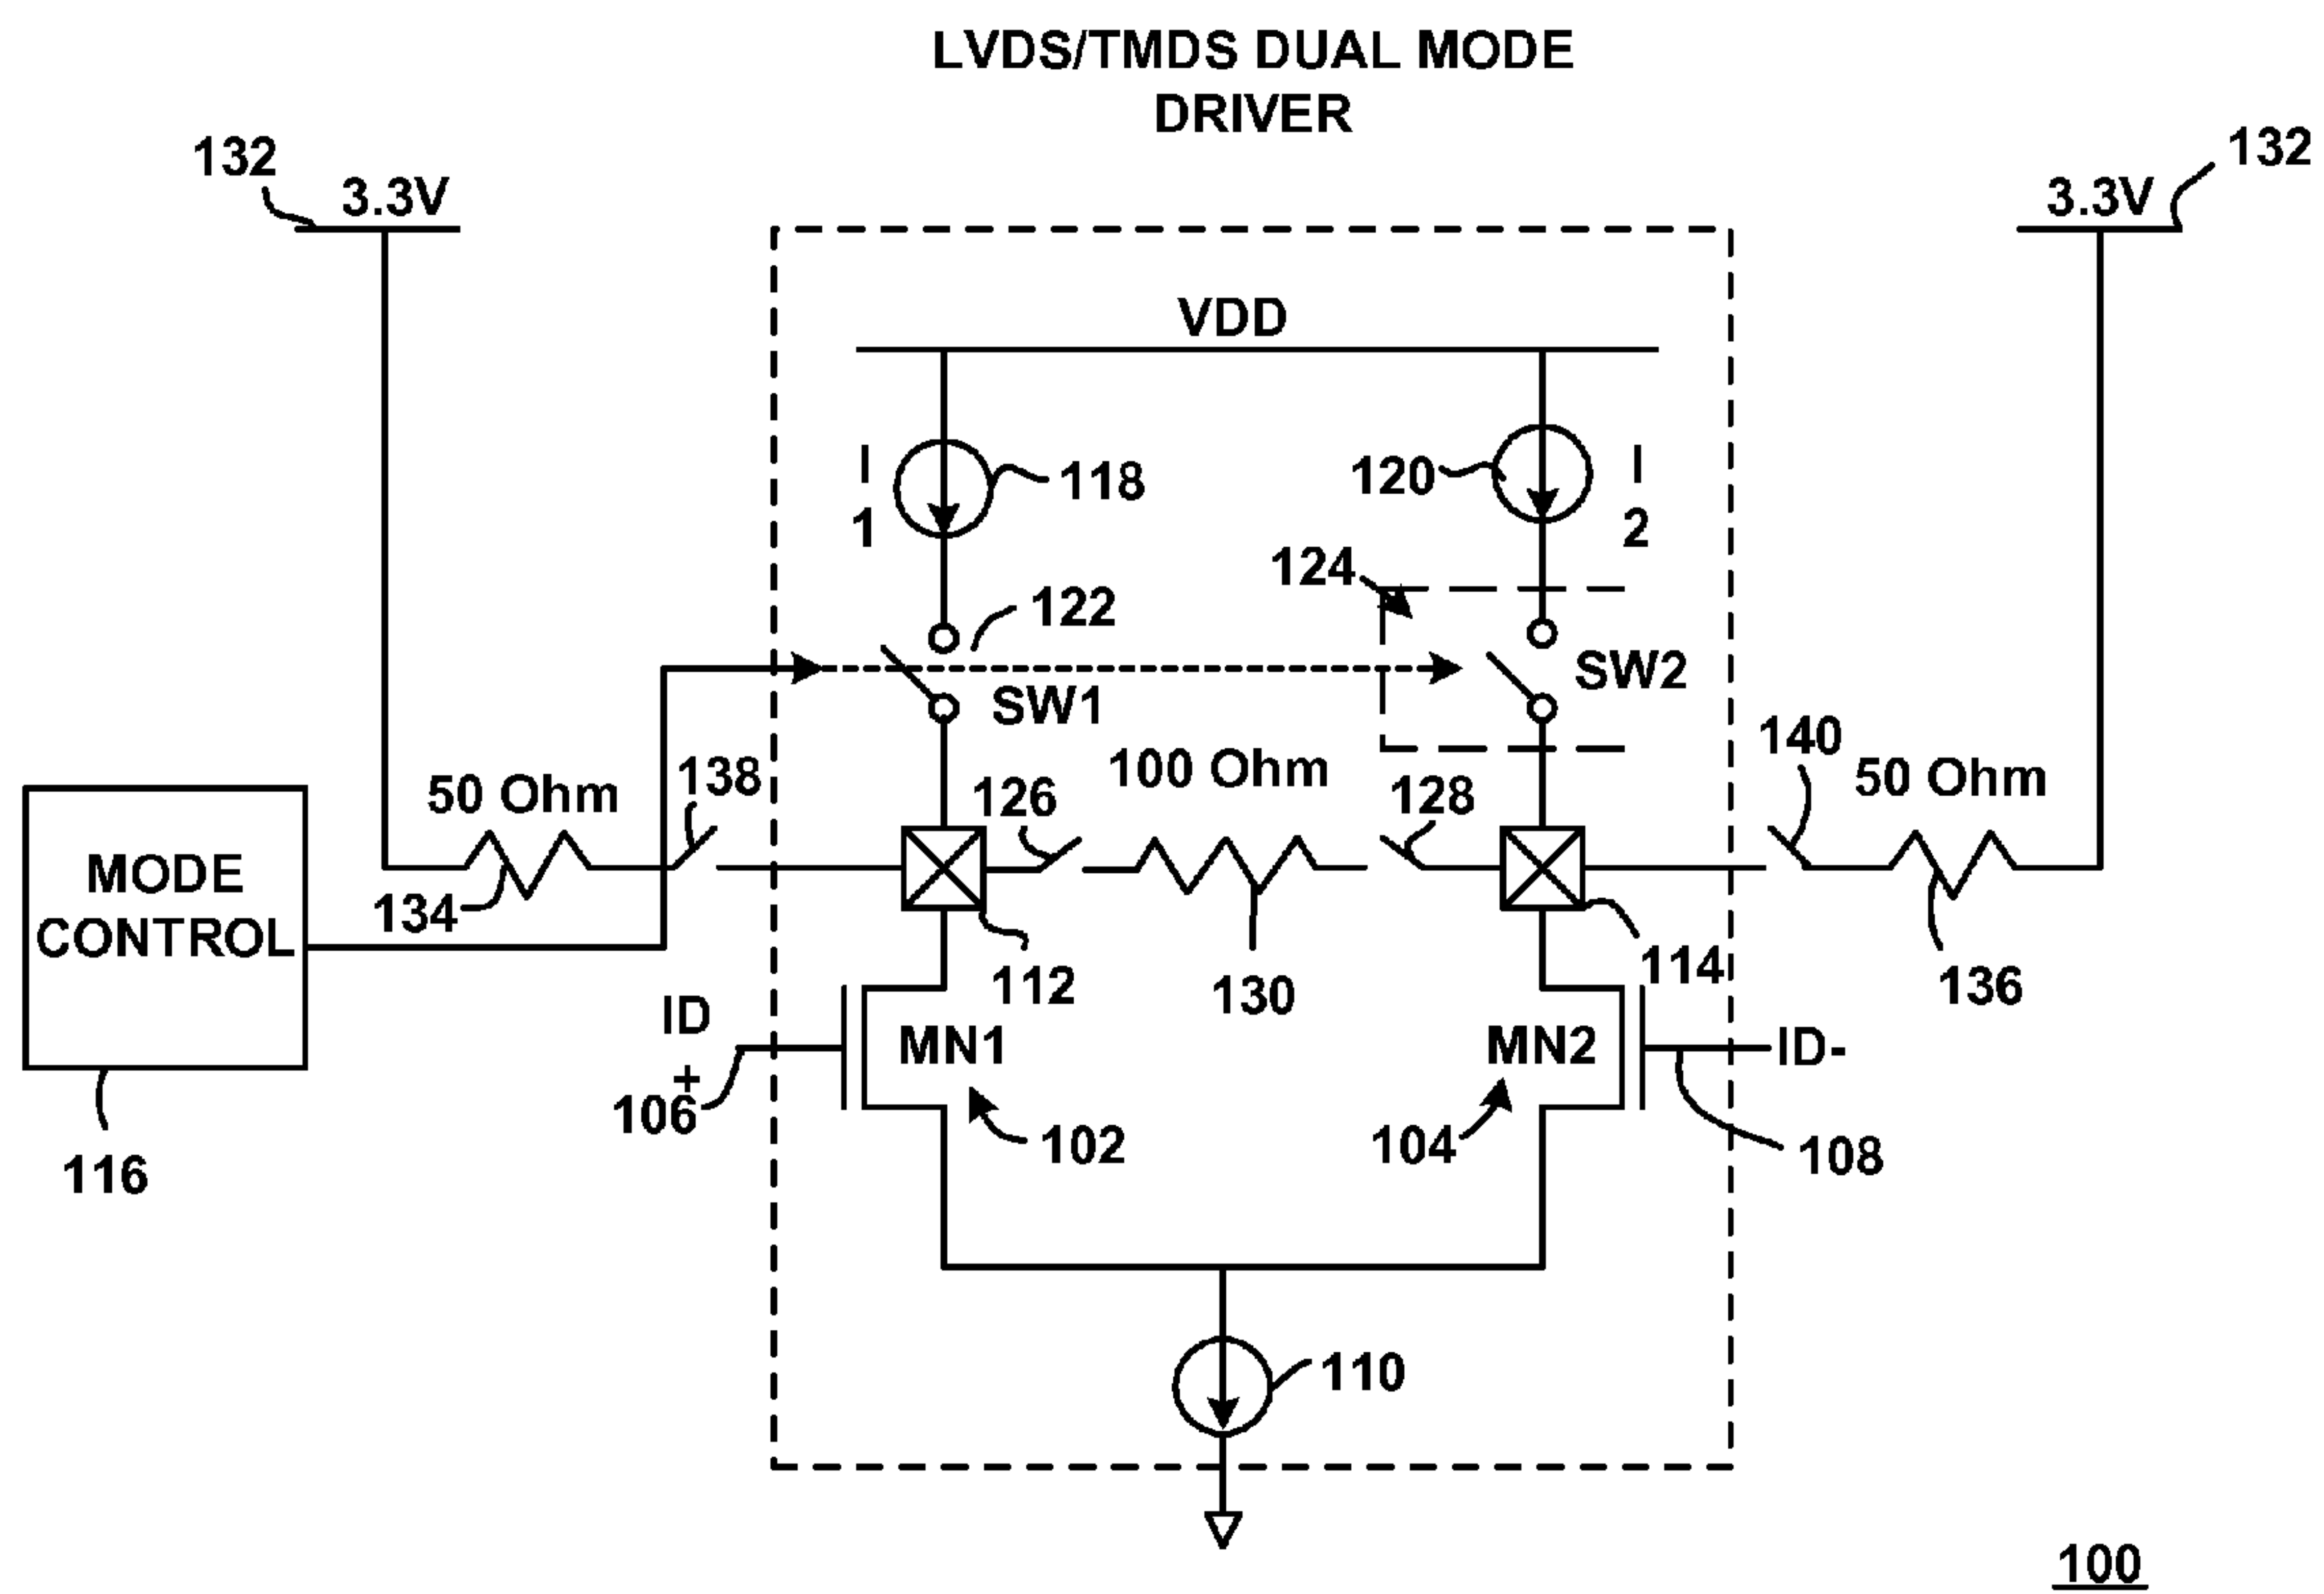 LVDS/TMDS DUAL MODE
DRIVER
132
3.3V
132
3.3V
VDD
I
1
118
120
I
2
124
122
SW1
SW2
50 Ohm
138
126
100 Ohm
128
140
50 Ohm
MODE
CONTROL
134
112
130
114
136
ID
+
106
MN1
MN2
ID-
102
104
108
116
110
100